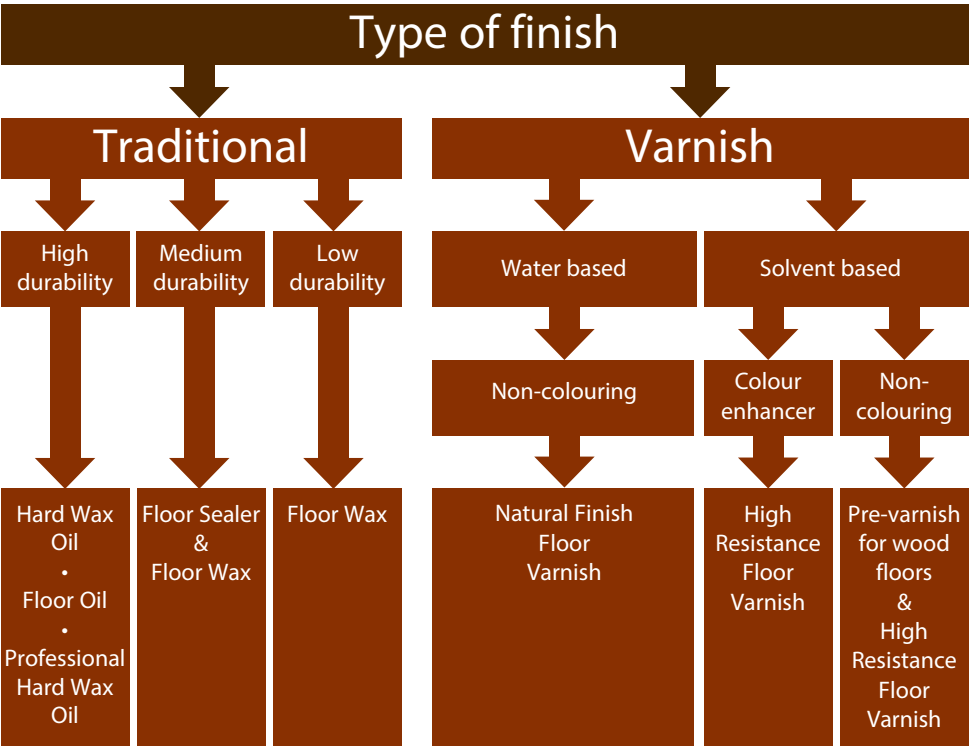 Type of finish
Traditional
Varnish
High
durability
Medium
durability
Low
durability
Water based
Solvent based
Non-colouring
Colour
enhancer
Non-
colouring
Hard Wax
Oil
•
Floor Oil
•
Professional
Hard Wax
Oil
Floor Sealer
&
Floor Wax
Floor Wax
Natural Finish
Floor
Varnish
High
Resistance
Floor
Varnish
Pre-varnish
for wood
floors
&
High
Resistance
Floor
Varnish